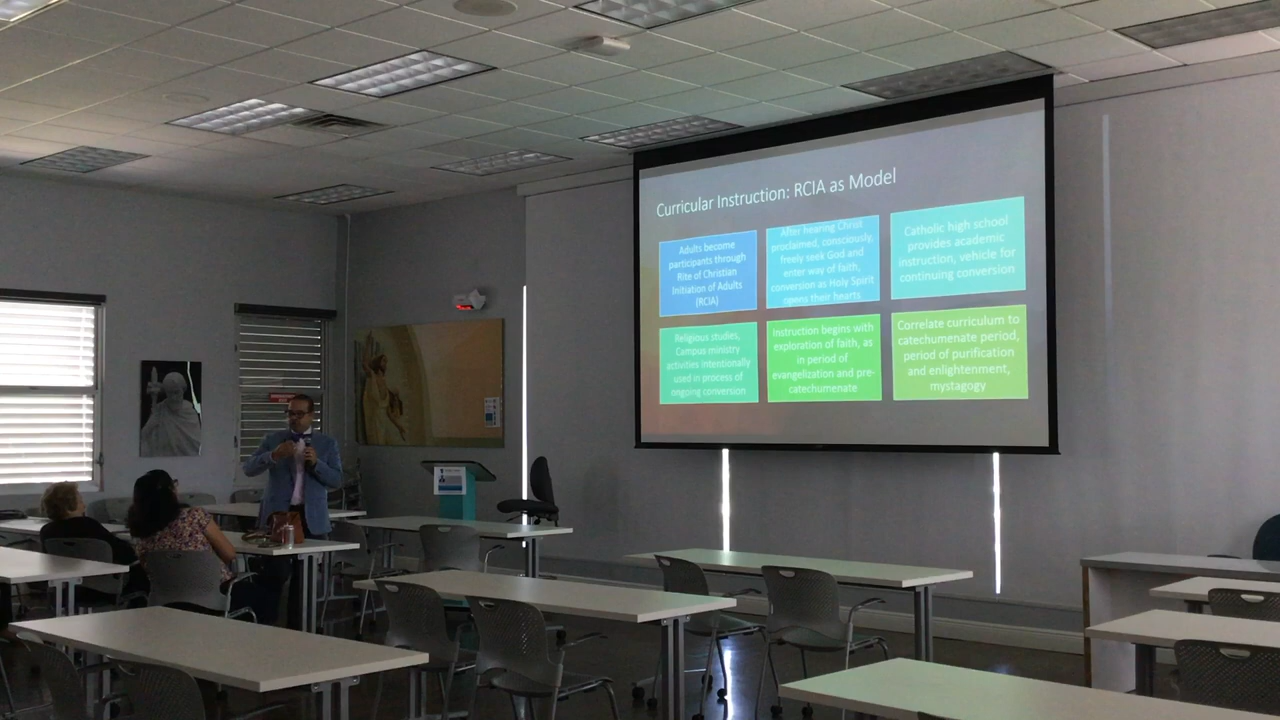 Curricular Instruction: RCIA as Model
Adults become
participants through
Rite of Christian
Initiation of Adults
(RCIA)
After hearing Christ
proclaimed, consciously,
freely seek God and
enter way of faith,
conversion as Holy Spirit
opens their hearts
Catholic high school
provides academic
instruction, vehicle for
continuing conversion
Religious studies,
Campus ministry
activities intentionally
used in process of
ongoing conversion
Instruction begins with
exploration of faith, as
in period of
evangelization and pre-
catechumenate
Correlate curriculum to
catechumenate period,
period of purification
and enlightenment,
mystagogy